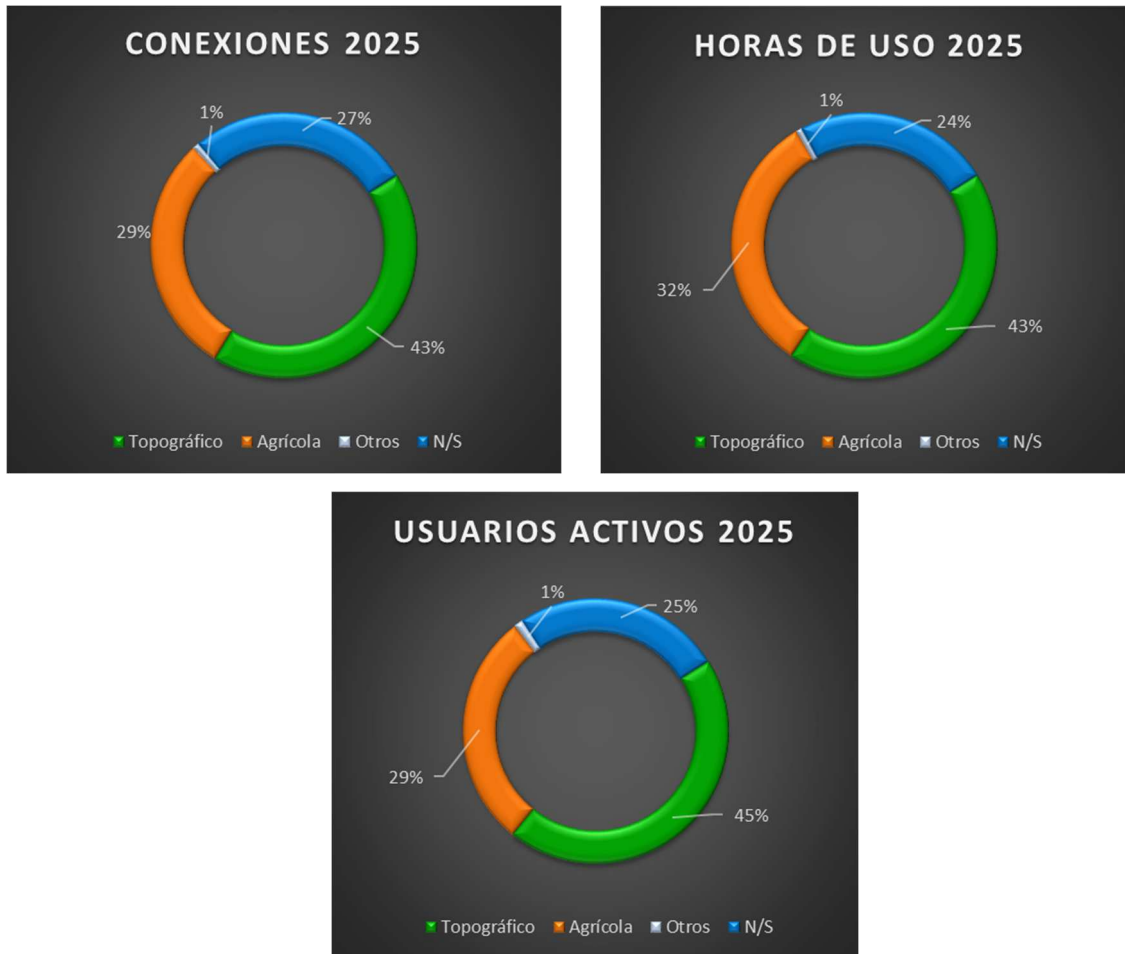 CONEXIONES 2025
1%
27%
29%
43%
Topográfico Agrícola Otros N/S
HORAS DE USO 2025
1%
24%
32%
43%
Topográfico Agrícola Otros N/S
USUARIOS ACTIVOS 2025
1%
25%
29%
45%
Topográfico Agrícola Otros N/S